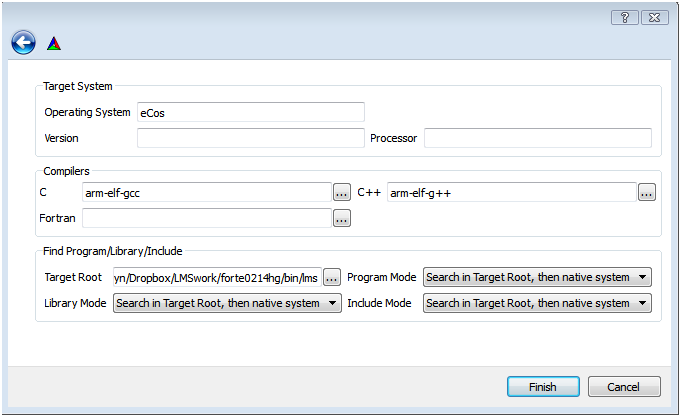 Target System
Operating System eCos
Version Processor
Compilers
C arm-elf-gcc ... C++ arm-elf-g++ ...
Fortran ...
Find Program/Library/Include
Target Root yn/Dropbox/LMSwork/forte0214hg/bin/lms ... Program Mode Search in Target Root, then native system
Library Mode Search in Target Root, then native system Include Mode Search in Target Root, then native system
Finish Cancel